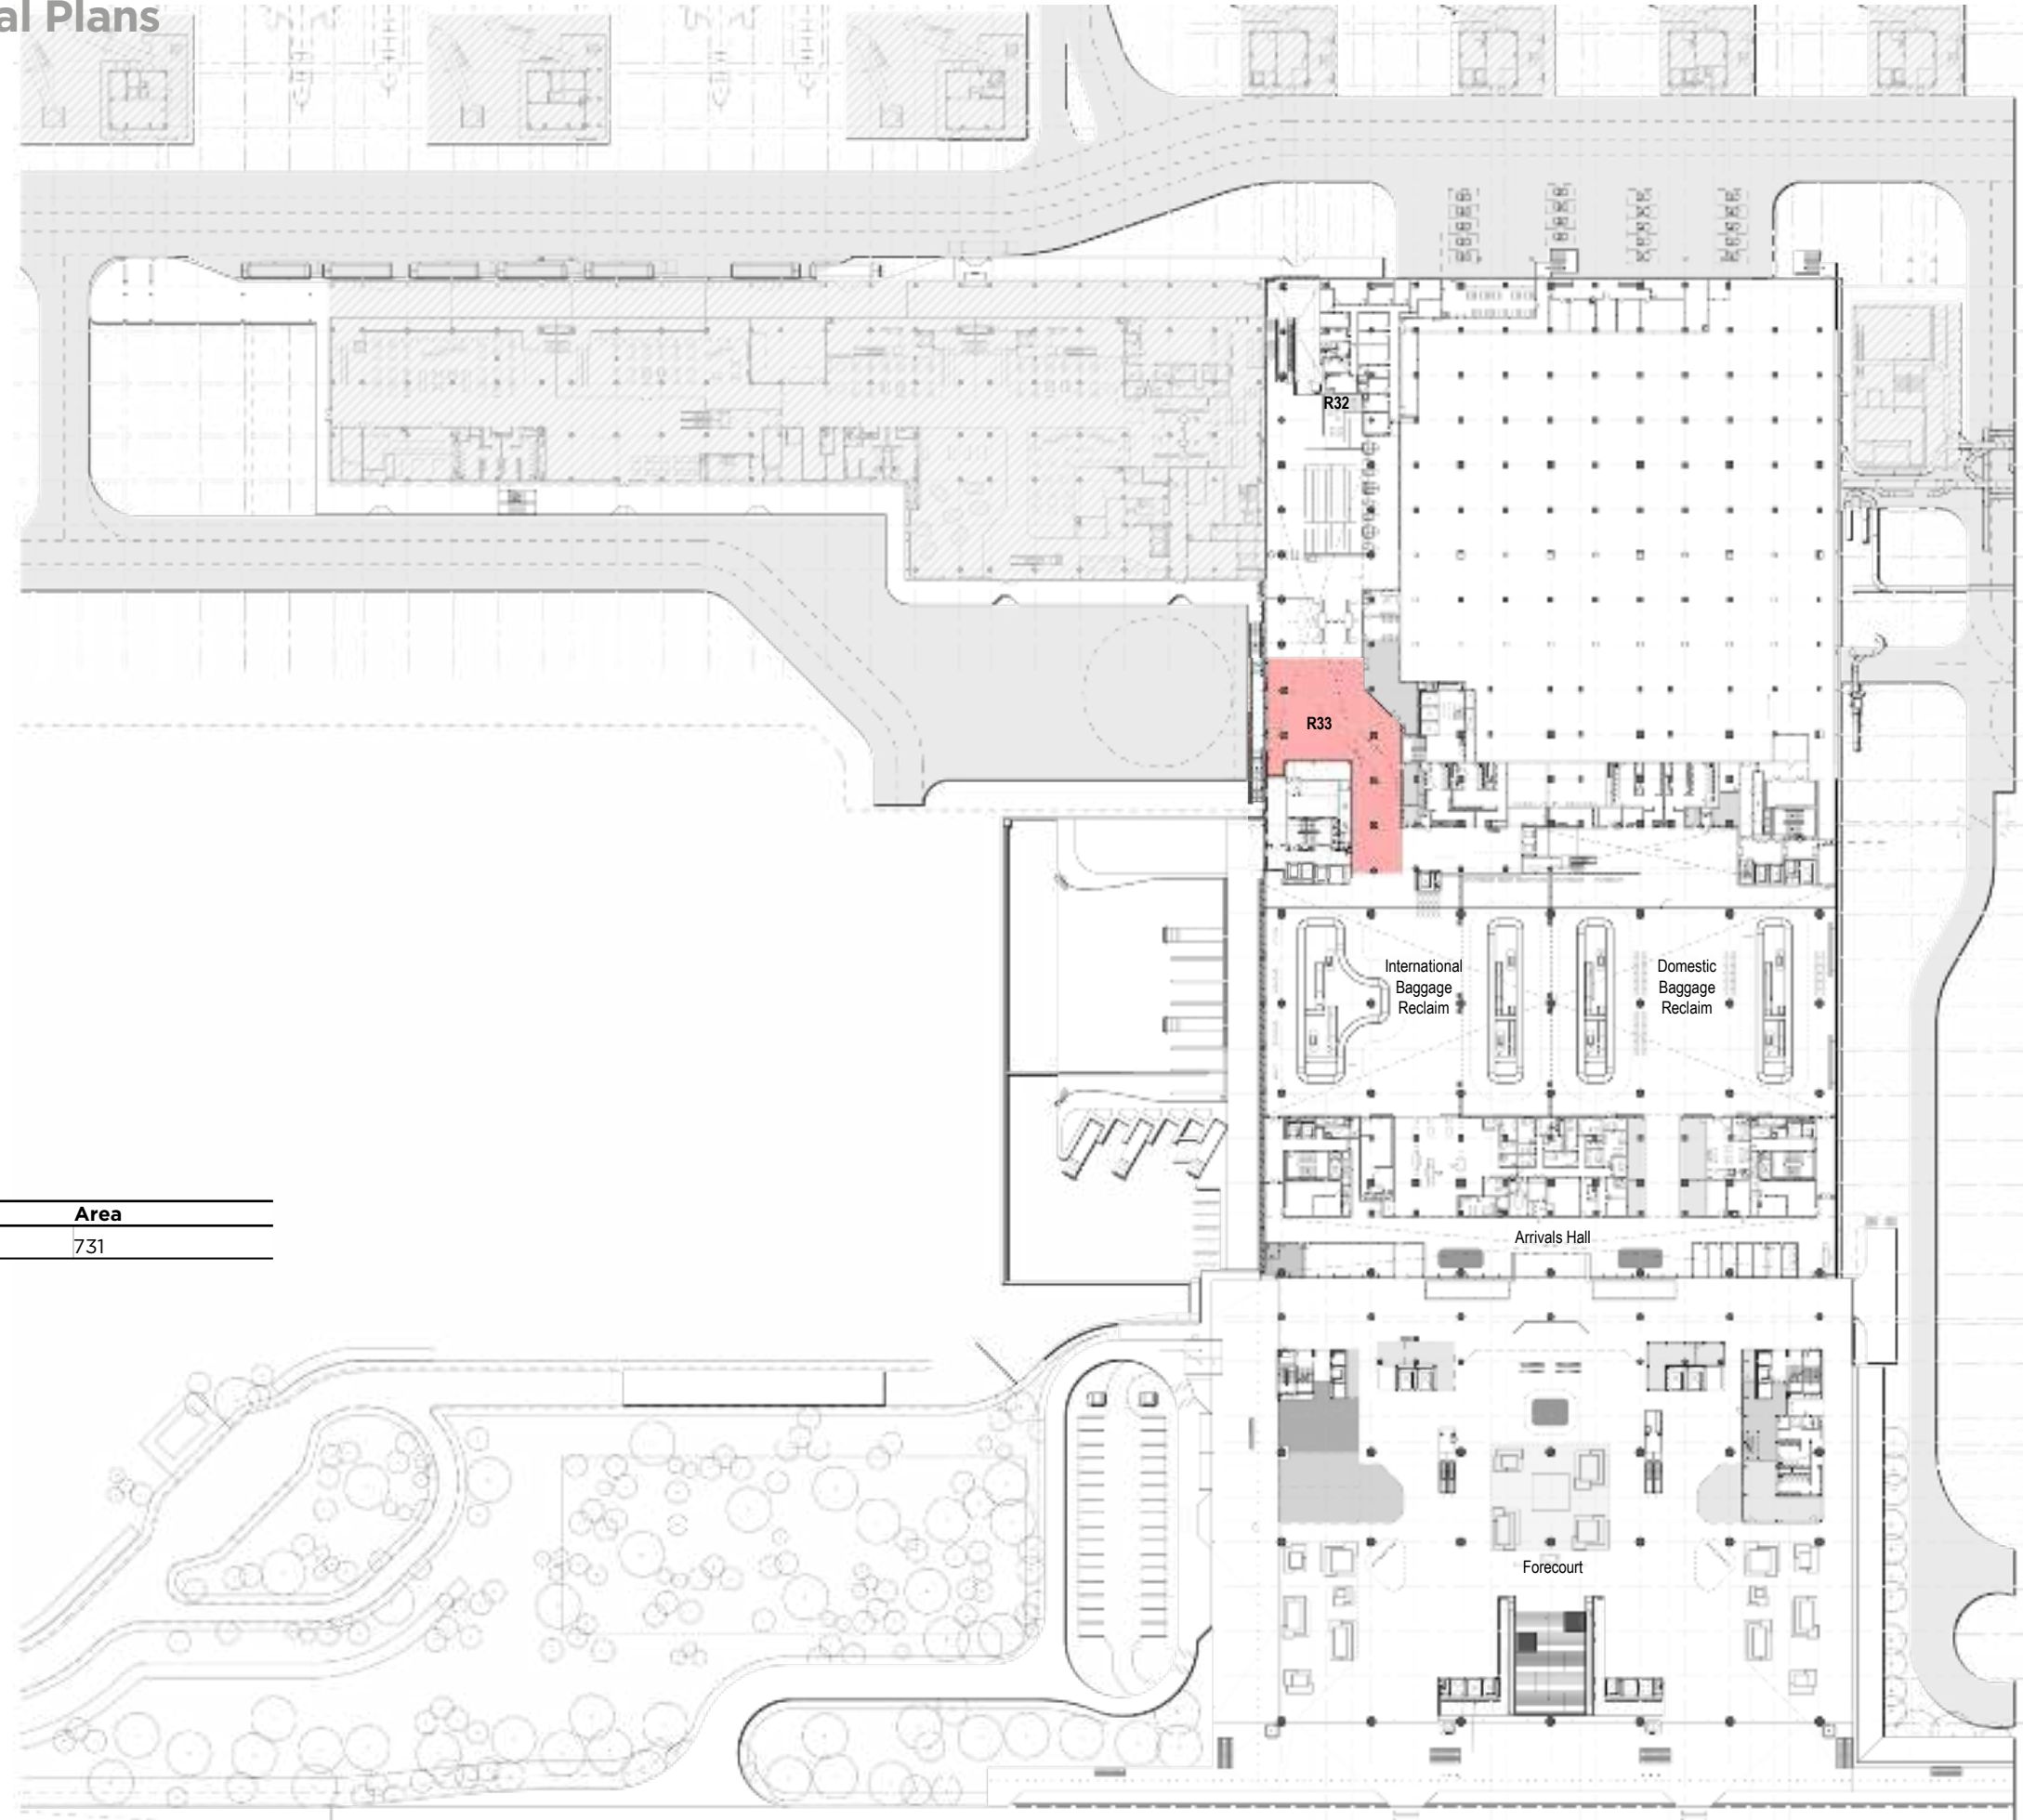 al Plans
R32
R33
International
Baggage
Reclaim
Domestic
Baggage
Reclaim
Area
731
Arrivals Hall
Forecourt